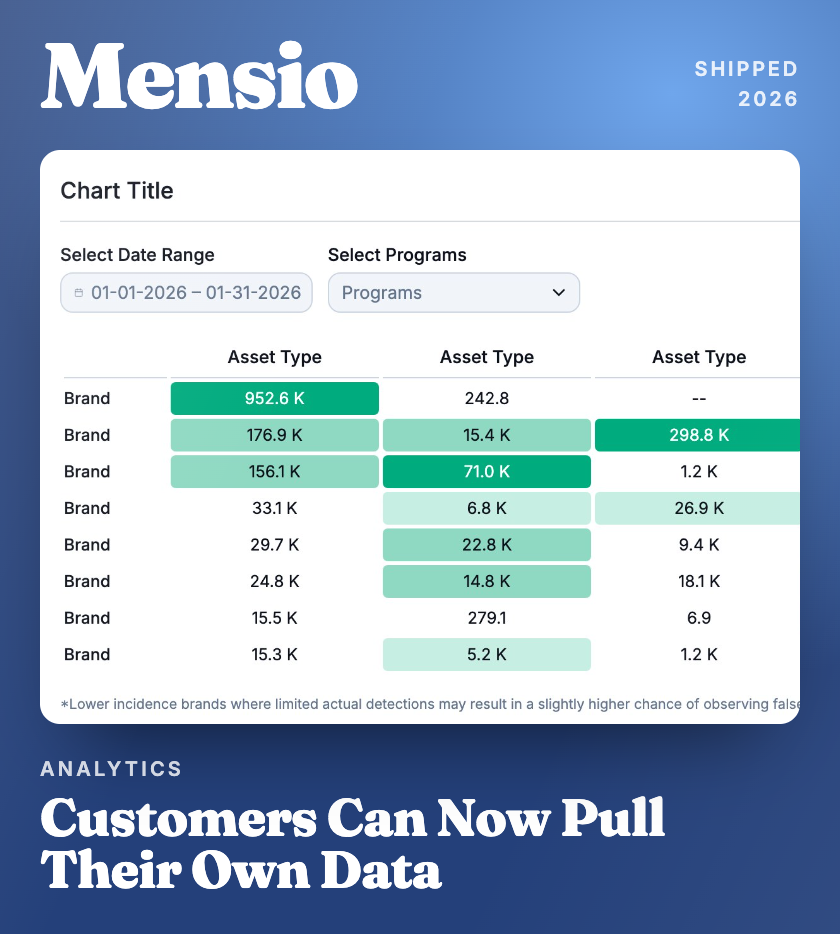 Mensio
SHIPPED
2026
Chart Title
Select Date Range
Select Programs
01-01-2026 – 01-31-2026
Programs
Asset Type Asset Type Asset Type
Brand 952.6 K 242.8 --
Brand 176.9 K 15.4 K 298.8 K
Brand 156.1 K 71.0 K 1.2 K
Brand 33.1 K 6.8 K 26.9 K
Brand 29.7 K 22.8 K 9.4 K
Brand 24.8 K 14.8 K 18.1 K
Brand 15.5 K 279.1 6.9
Brand 15.3 K 5.2 K 1.2 K
*Lower incidence brands where limited actual detections may result in a slightly higher chance of observing false
ANALYTICS
Customers Can Now Pull
Their Own Data